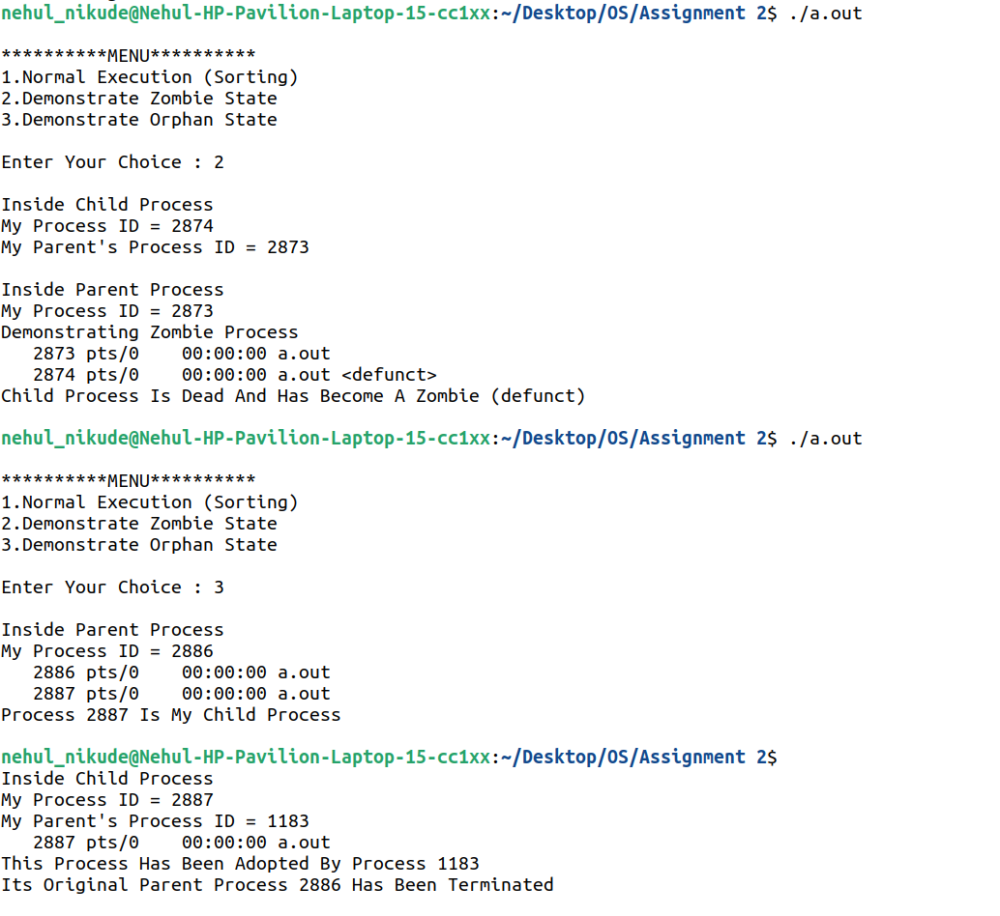 nehul_nikude@Nehul-HP-Pavilion-Laptop-15-cc1xx:~/Desktop/OS/Assignment 2$ ./a.out
**********MENU**********
1.Normal Execution (Sorting)
2.Demonstrate Zombie State
3.Demonstrate Orphan State
Enter Your Choice : 2
Inside Child Process
My Process ID = 2874
My Parent's Process ID = 2873
Inside Parent Process
My Process ID = 2873
Demonstrating Zombie Process
   2873 pts/0    00:00:00 a.out
   2874 pts/0    00:00:00 a.out <defunct>
Child Process Is Dead And Has Become A Zombie (defunct)
nehul_nikude@Nehul-HP-Pavilion-Laptop-15-cc1xx:~/Desktop/OS/Assignment 2$ ./a.out
**********MENU**********
1.Normal Execution (Sorting)
2.Demonstrate Zombie State
3.Demonstrate Orphan State
Enter Your Choice : 3
Inside Parent Process
My Process ID = 2886
   2886 pts/0    00:00:00 a.out
   2887 pts/0    00:00:00 a.out
Process 2887 Is My Child Process
nehul_nikude@Nehul-HP-Pavilion-Laptop-15-cc1xx:~/Desktop/OS/Assignment 2$
Inside Child Process
My Process ID = 2887
My Parent's Process ID = 1183
   2887 pts/0    00:00:00 a.out
This Process Has Been Adopted By Process 1183
Its Original Parent Process 2886 Has Been Terminated